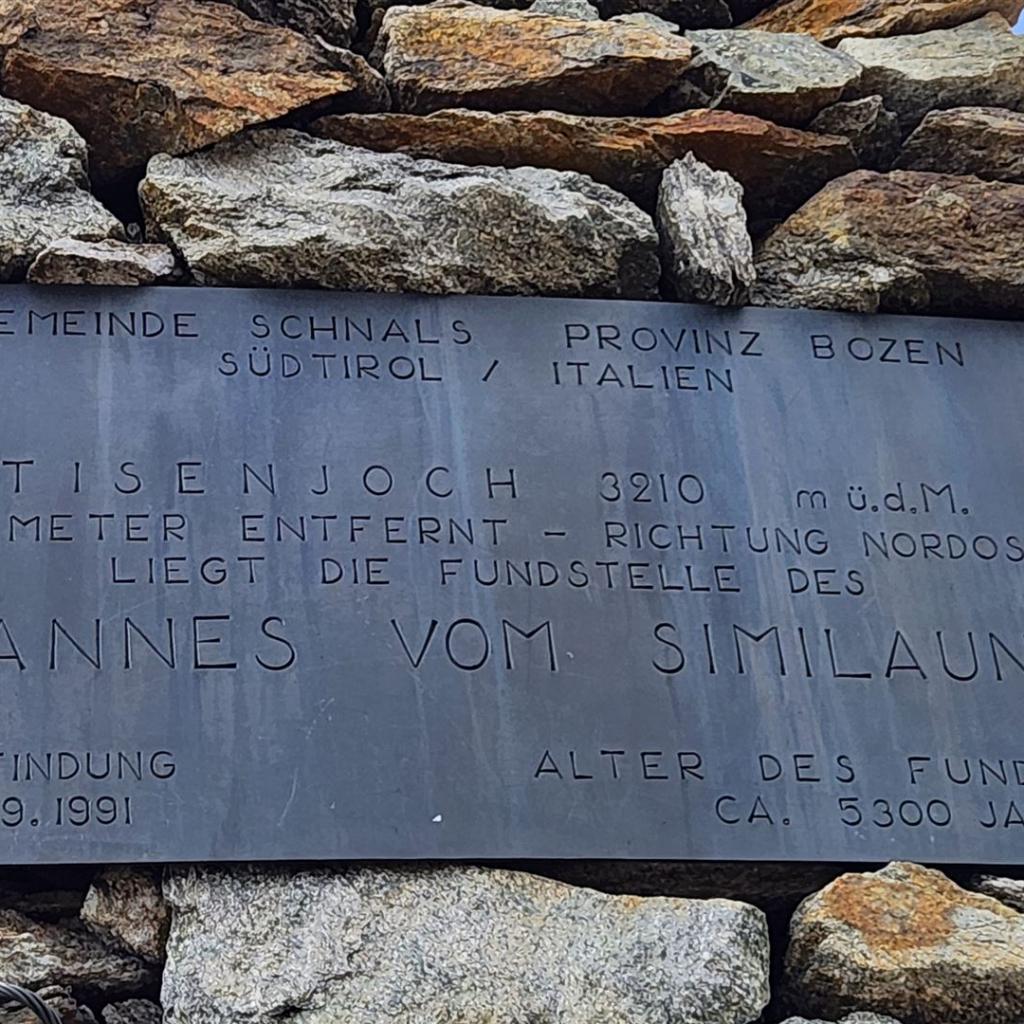 EMEINDE SCHNALS PROVINZ BOZEN
SÜDTIROL / ITALIEN
TISENJOCH 3210 m ü.d.M.
METER ENTFERNT - RICHTUNG NORDOS
LIEGT DIE FUNDSTELLE DES
ANNES VOM SIMILAUN
FINDUNG ALTER DES FUND
9.1991 CA. 5300 JA